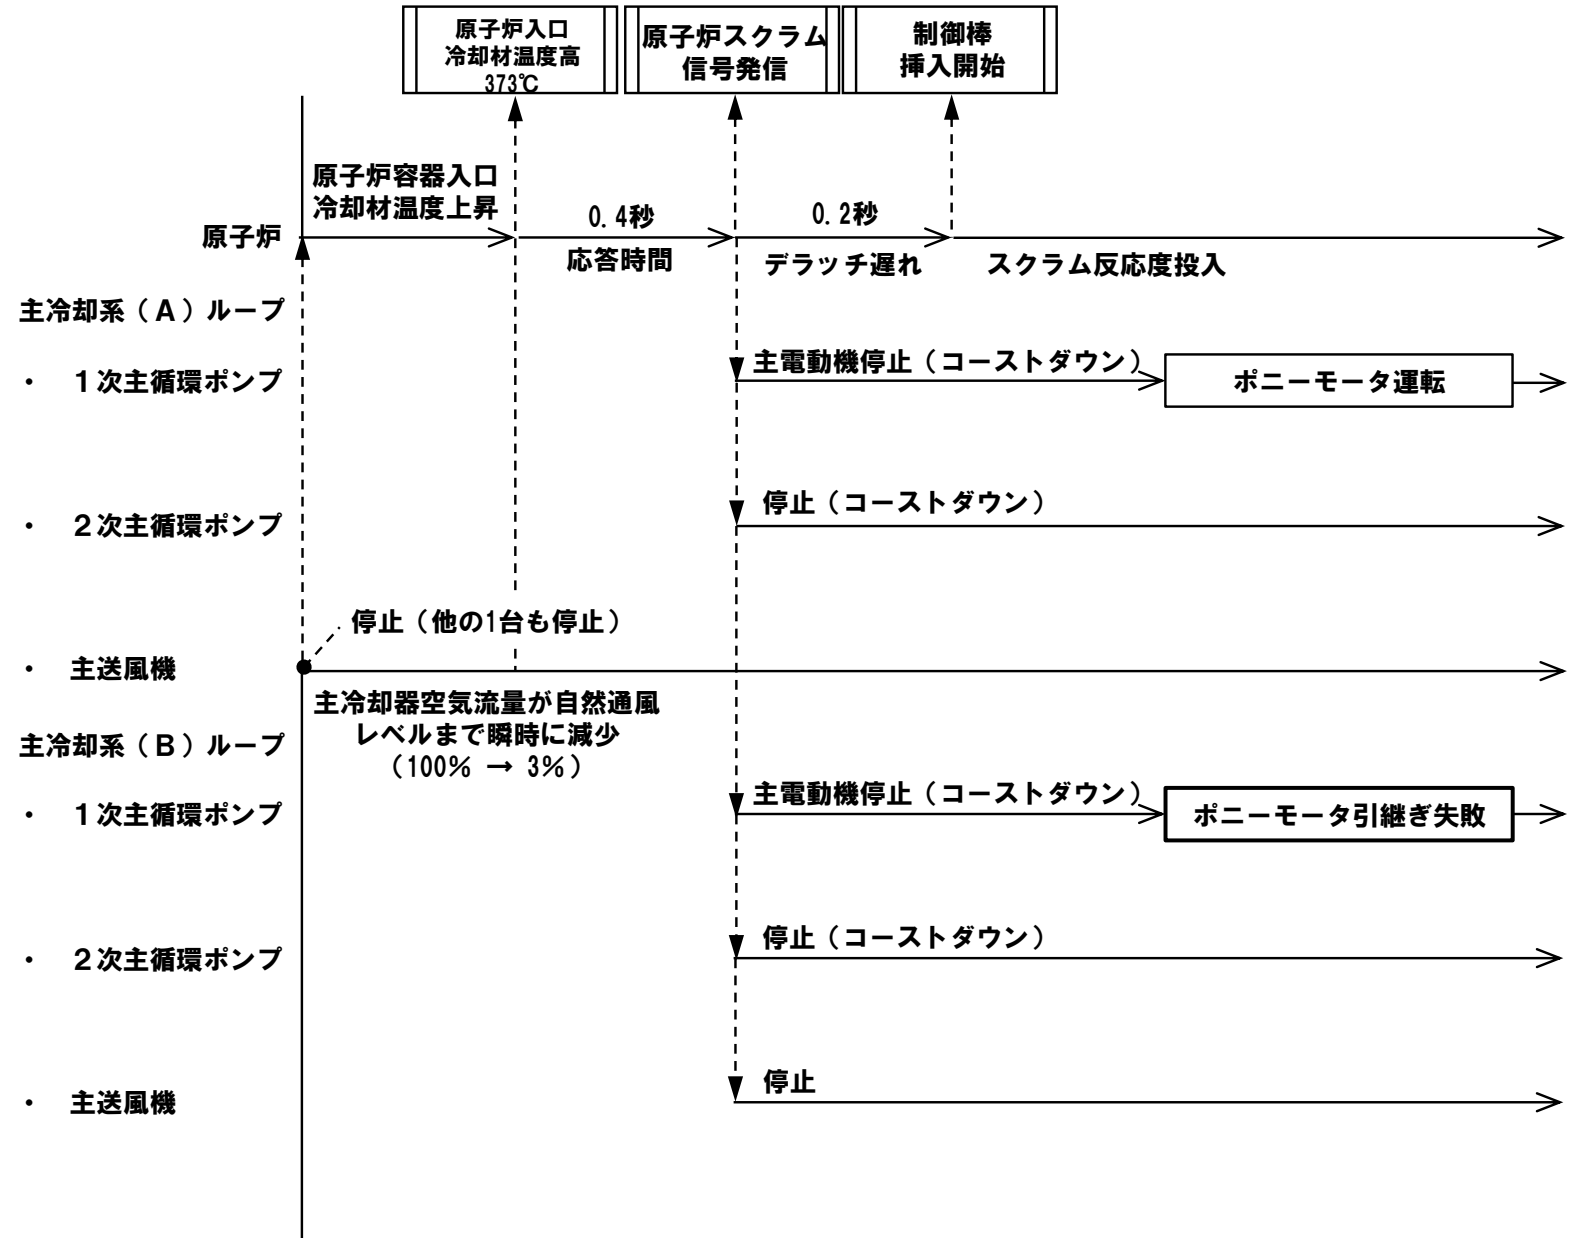 原子炉入口
冷却材温度高
373℃
原子炉スクラム
信号発信
制御棒
挿入開始
原子炉容器入口
冷却材温度上昇
0.4秒
0.2秒
原子炉
応答時間
デラッチ遅れ
スクラム反応度投入
主冷却系（Ａ）ループ
主電動機停止（コーストダウン）
・ １次主循環ポンプ
ポニーモータ運転
停止（コーストダウン）
・ ２次主循環ポンプ
停止（他の1台も停止）
・ 主送風機
主冷却器空気流量が自然通風
レベルまで瞬時に減少
（100% → 3%）
主冷却系（Ｂ）ループ
主電動機停止（コーストダウン）
・ １次主循環ポンプ
ポニーモータ引継ぎ失敗
停止（コーストダウン）
・ ２次主循環ポンプ
停止
・ 主送風機